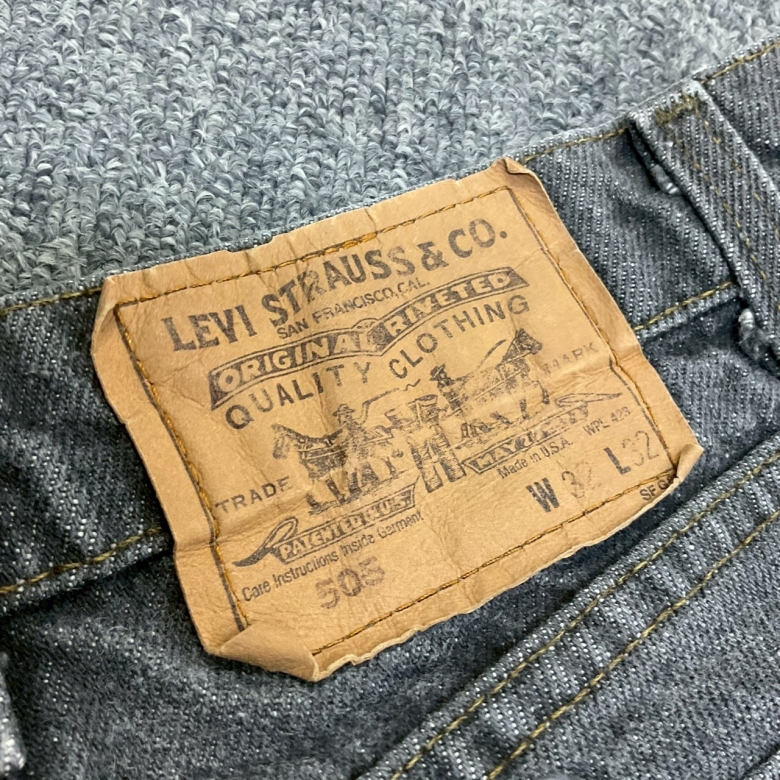 LEVI STRAUSS & CO.
SAN FRANCISCO, CAL.
ORIGINAL RIVETED
QUALITY CLOTHING
TRADE MARK
PATENTED IN U.S. MAY 20 1873
Made in U.S.A. WPL 423
Care Instructions Inside Garment
505 W 32 L 32